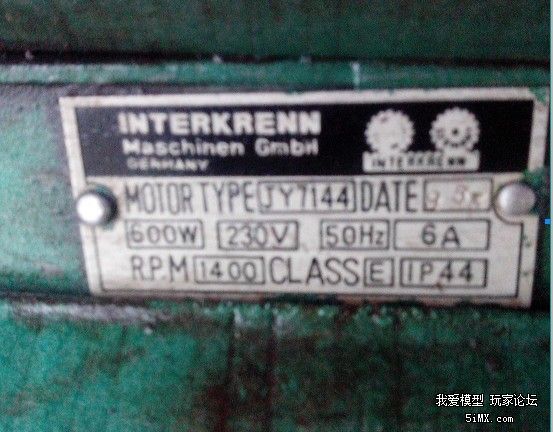 INTERKRENN
Maschinen GmbH
GERMANY
INTERKRENN
MOTOR TYPE JY7144 DATE
600W 230V 50Hz 6A
R.P.M 1400 CLASS E IP44
我爱模型 玩家论坛
5iMX.com